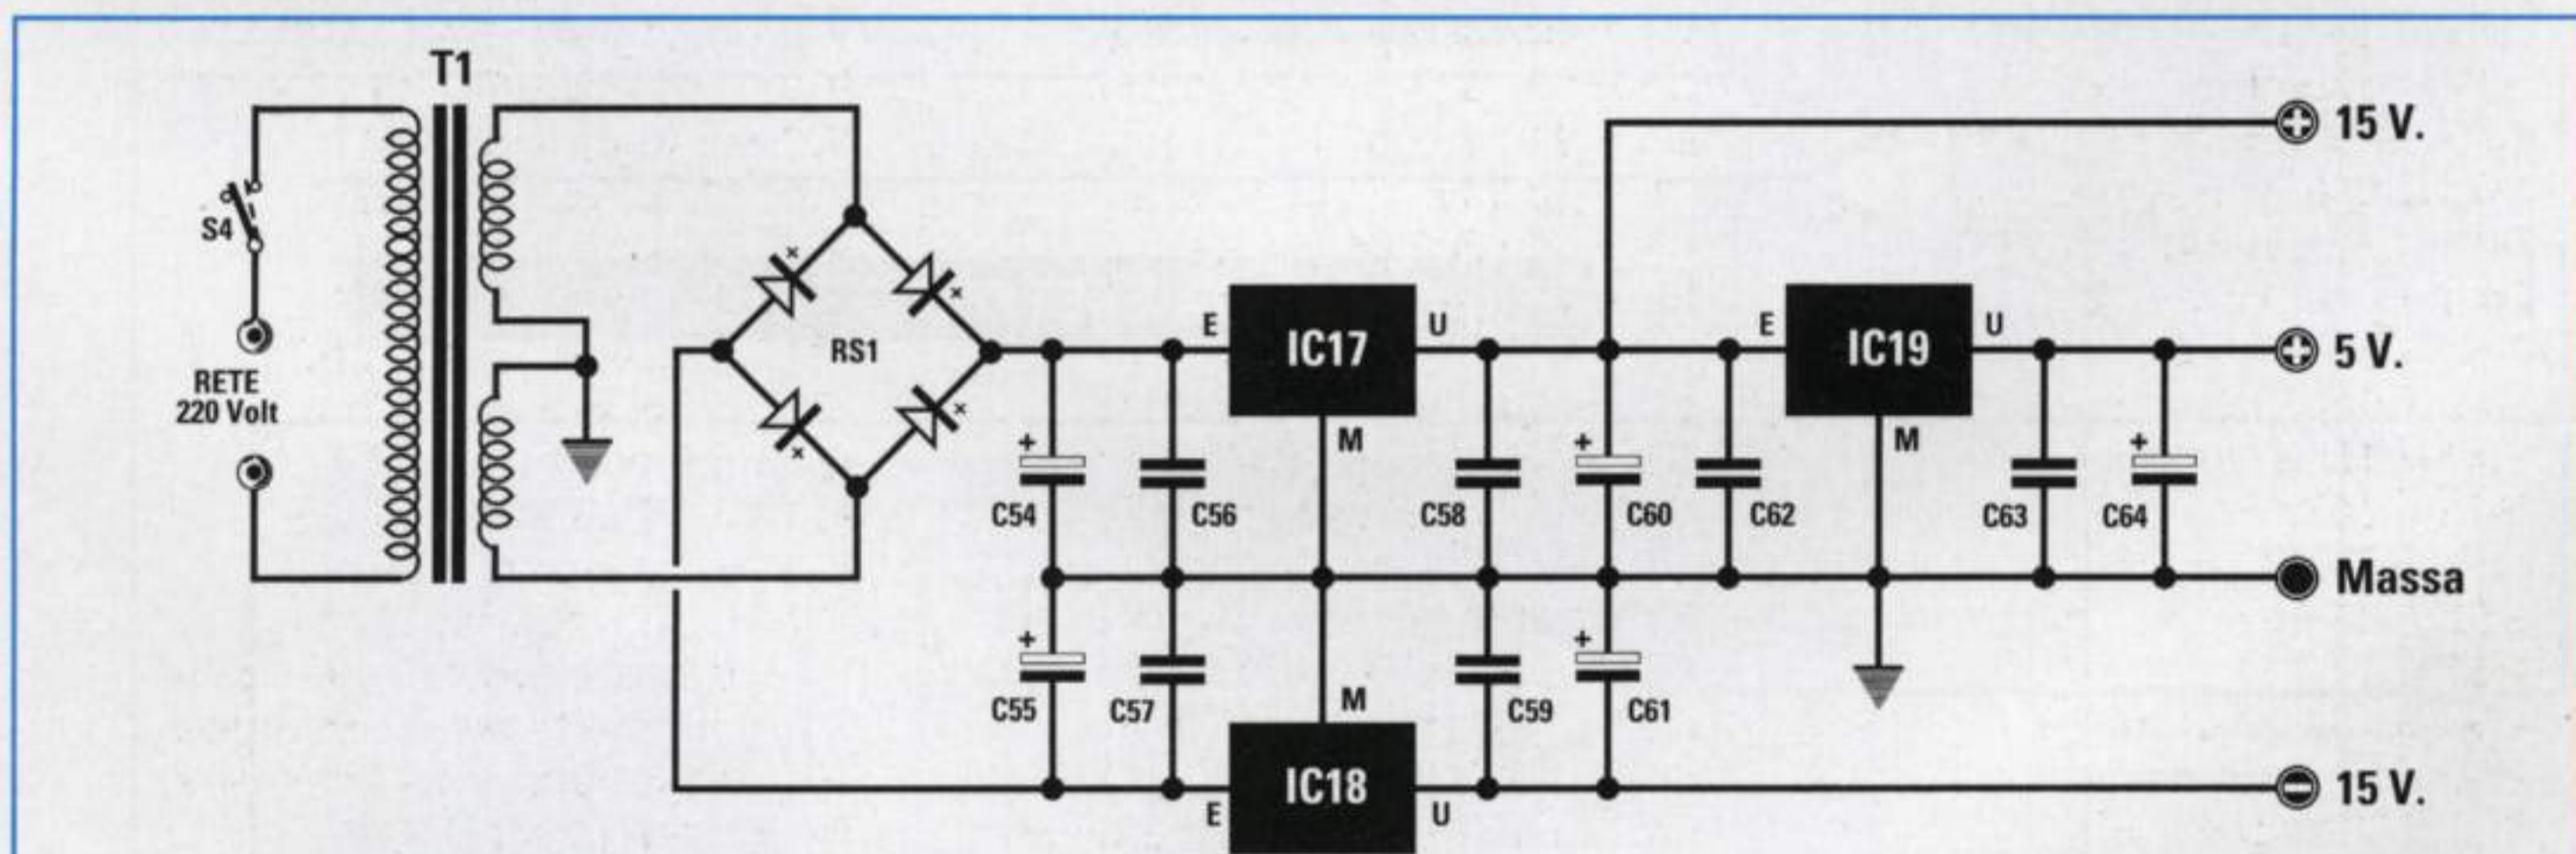 T1
15 V.
S4
E
IC17
U
E
IC19
U
5 V.
RS1
RETE
220 Volt
M
M
+
+
+
C54
C56
C58
C60
C62
C63
C64
Massa
+
+
C55
C57
M
C59
C61
IC18
15 V.
E
U